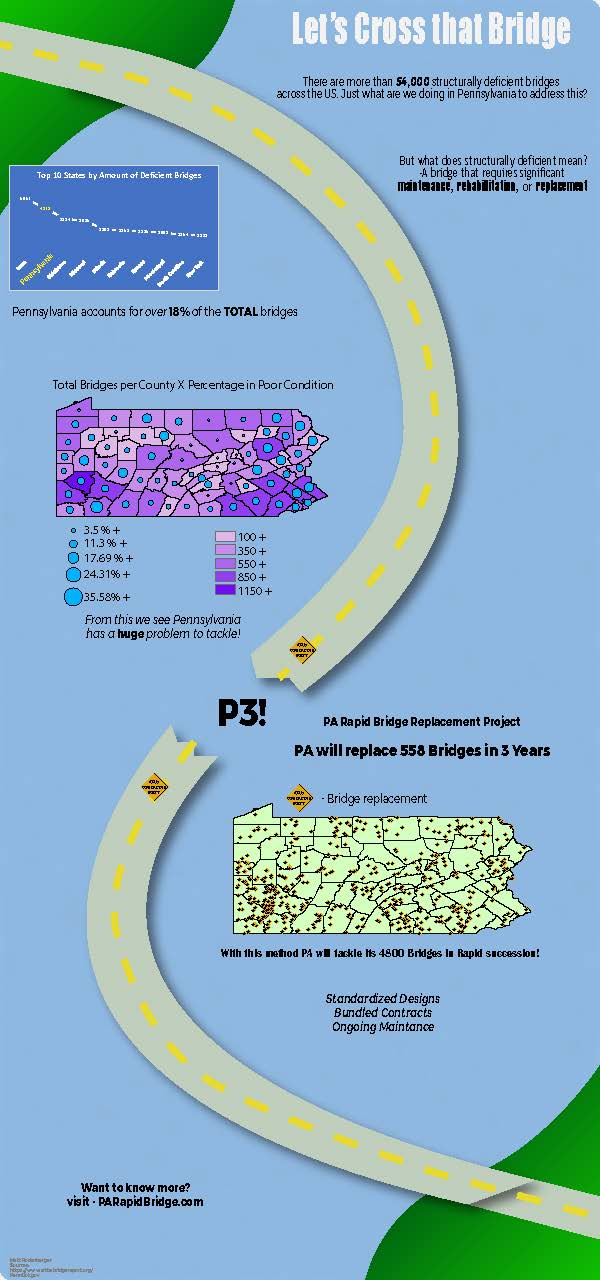 Let's Cross that Bridge
There are more than 54,000 structurally deficient bridges
across the US. Just what are we doing in Pennsylvania to address this?
But what does structurally deficient mean?
-A bridge that requires significant
maintenance, rehabilitation, or replacement
Top 10 States by Amount of Deficient Bridges
Pennsylvania
North Carolina
New York
Pennsylvania accounts for over 18% of the TOTAL bridges
Total Bridges per County X Percentage in Poor Condition
3.5 % +
11.3 % +
17.69 % +
24.31% +
35.58% +
100 +
350 +
550 +
850 +
1150 +
From this we see Pennsylvania
has a huge problem to tackle!
P3!
PA Rapid Bridge Replacement Project
PA will replace 558 Bridges in 3 Years
- Bridge replacement
With this method PA will tackle its 4800 Bridges in Rapid succession!
Standardized Designs
Bundled Contracts
Ongoing Maintance
Want to know more?
visit - PARapidBridge.com